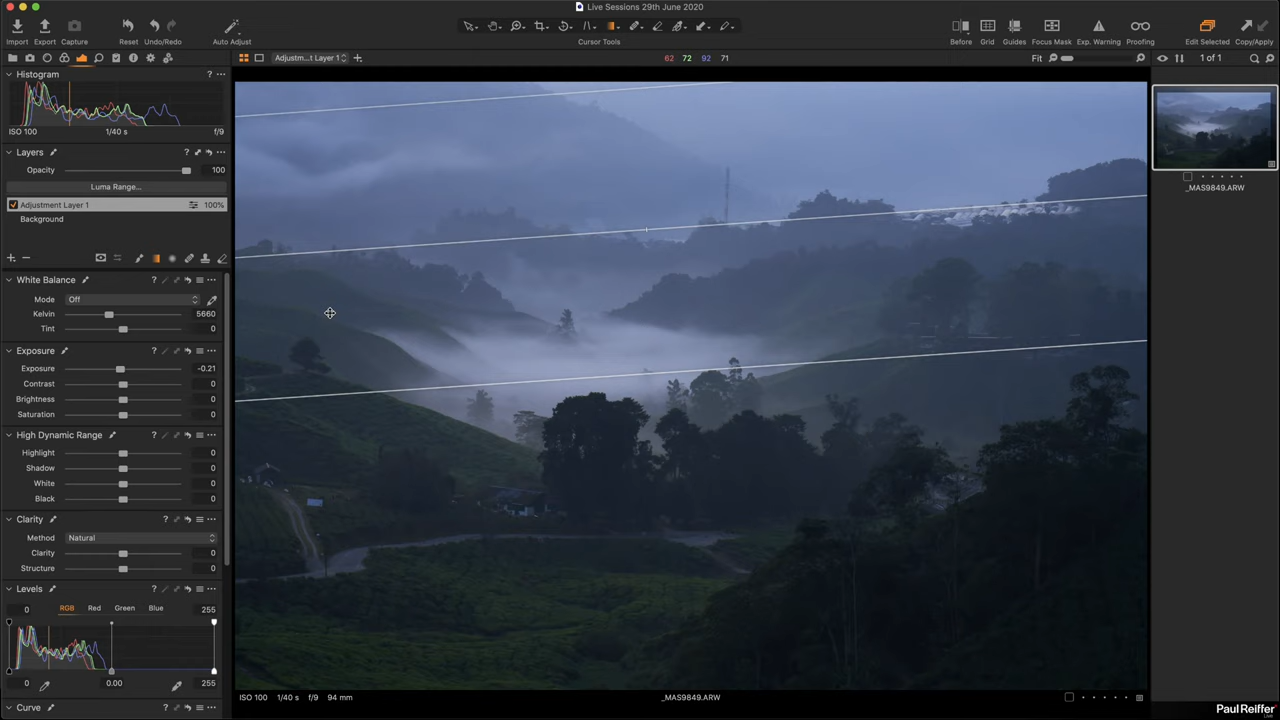 Live Sessions 29th June 2020
Import Export Capture Reset Undo/Redo Auto Adjust Cursor Tools Before Grid Guides Focus Mask Exp. Warning Proofing Edit Selected Copy/Apply
Adjustm...t Layer 1 62 72 92 71 Fit 1 of 1
Histogram
ISO 100 1/40 s f/9
Layers
Opacity 100
Luma Range...
Adjustment Layer 1 100%
Background
White Balance
Mode Off
Kelvin 5660
Tint 0
Exposure
Exposure -0.21
Contrast 0
Brightness 0
Saturation 0
High Dynamic Range
Highlight 0
Shadow 0
White 0
Black 0
Clarity
Method Natural
Clarity 0
Structure 0
Levels
0 RGB Red Green Blue 255
0 0.00 255
Curve
ISO 100 1/40 s f/9 94 mm _MAS9849.ARW
_MAS9849.ARW
PaulReiffer
Live